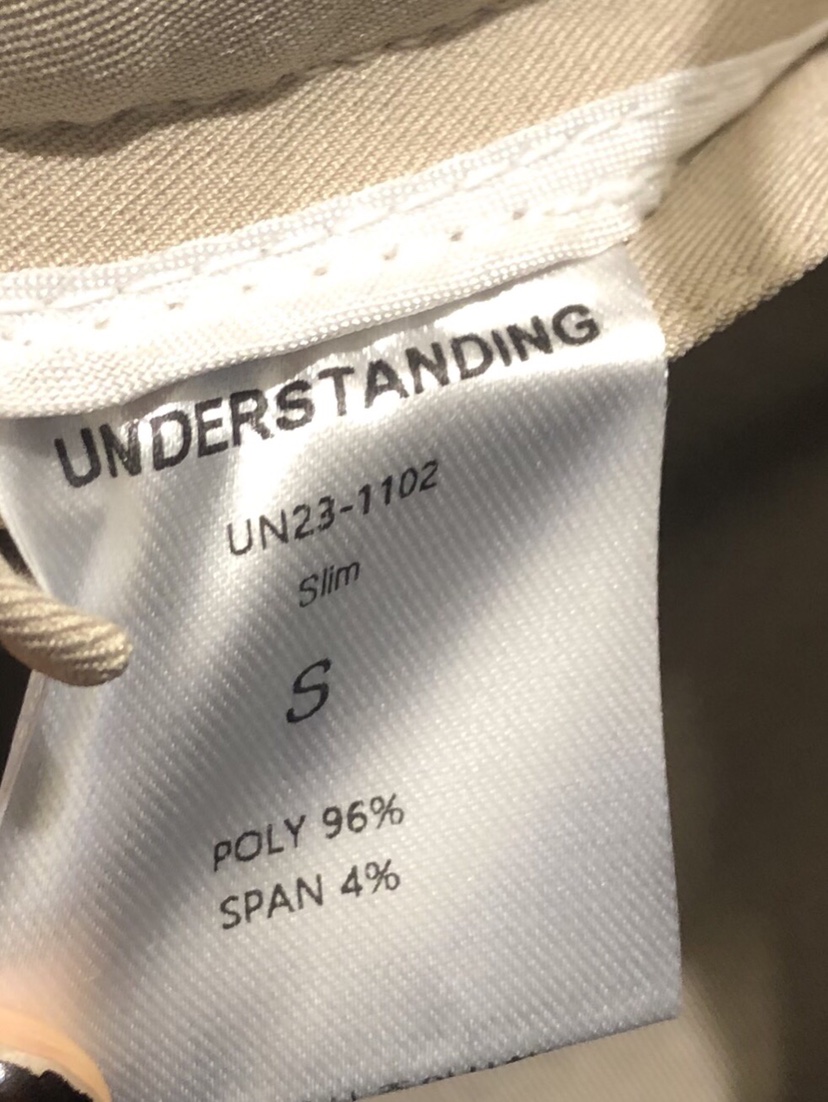 UNDERSTANDING
UN23-1102
Slim
S
POLY 96%
SPAN 4%